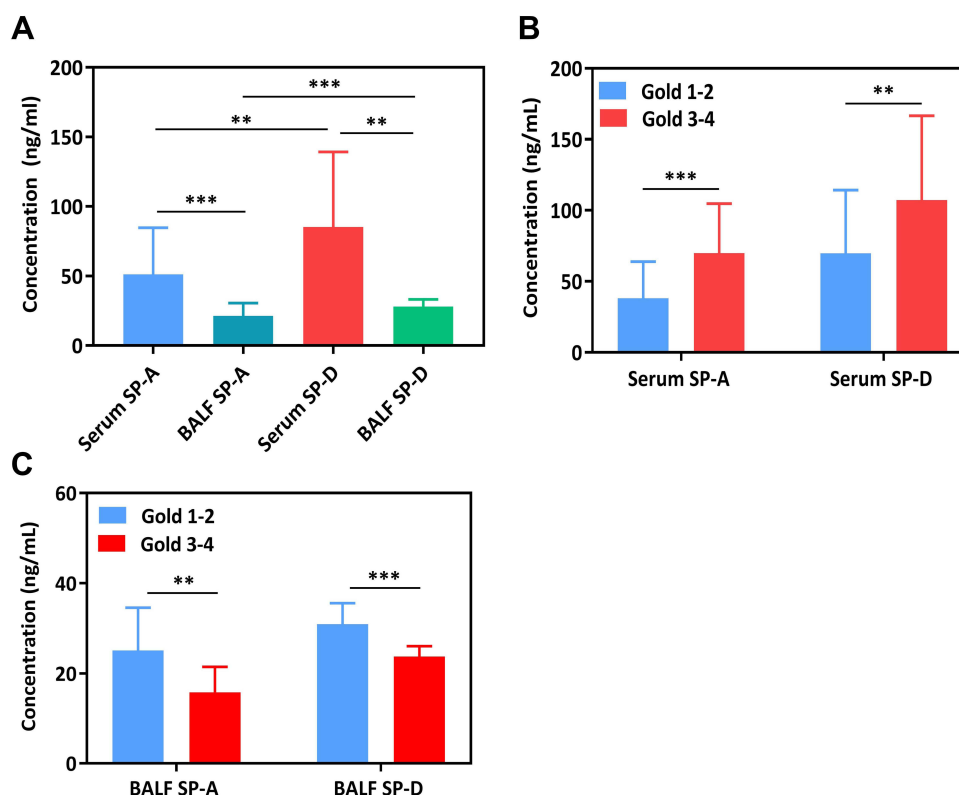 A
Concentration (ng/ml)
200
150
100
50
0
***
**
**
***
Serum SP-A
BALF SP-A
Serum SP-D
BALF SP-D
B
Concentration (ng/mL)
200
150
100
50
0
Gold 1-2
Gold 3-4
**
***
Serum SP-A
Serum SP-D
C
Concentration (ng/mL)
60
40
20
0
Gold 1-2
Gold 3-4
**
***
BALF SP-A
BALF SP-D